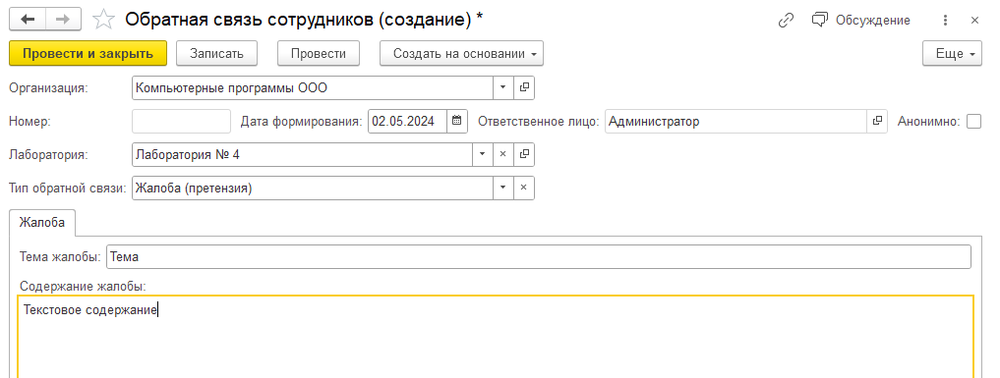 Обратная связь сотрудников (создание) *
Обсуждение
Провести и закрыть Записать Провести Создать на основании Еще
Организация: Компьютерные программы ООО
Номер: Дата формирования: 02.05.2024 Ответственное лицо: Администратор Анонимно:
Лаборатория: Лаборатория № 4
Тип обратной связи: Жалоба (претензия)
Жалоба
Тема жалобы: Тема
Содержание жалобы:
Текстовое содержание